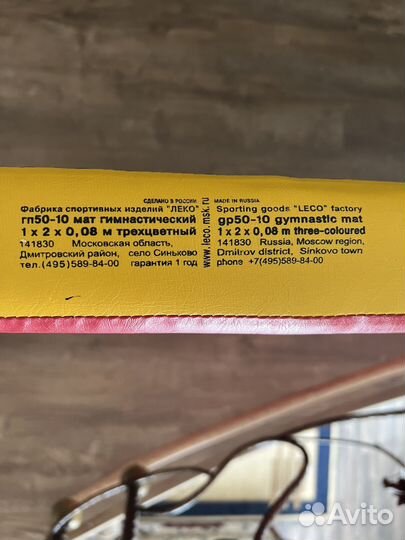 СДЕЛАНО В РОССИИ
Фабрика спортивных изделий "ЛЕКО"
гп50-10 мат гимнастический
1 x 2 x 0,08 м трехцветный
141830 Московская область,
Дмитровский район, село Синьково
тел.(495)589-84-00 гарантия 1 год
www.leco.msk.ru
MADE IN RUSSIA
Sporting goods "LECO" factory
gp50-10 gymnastic mat
1 x 2 x 0,08 m three-coloured
141830 Russia, Moscow region,
Dmitrov district, Sinkovo town
phone +7(495)589-84-00
Avito